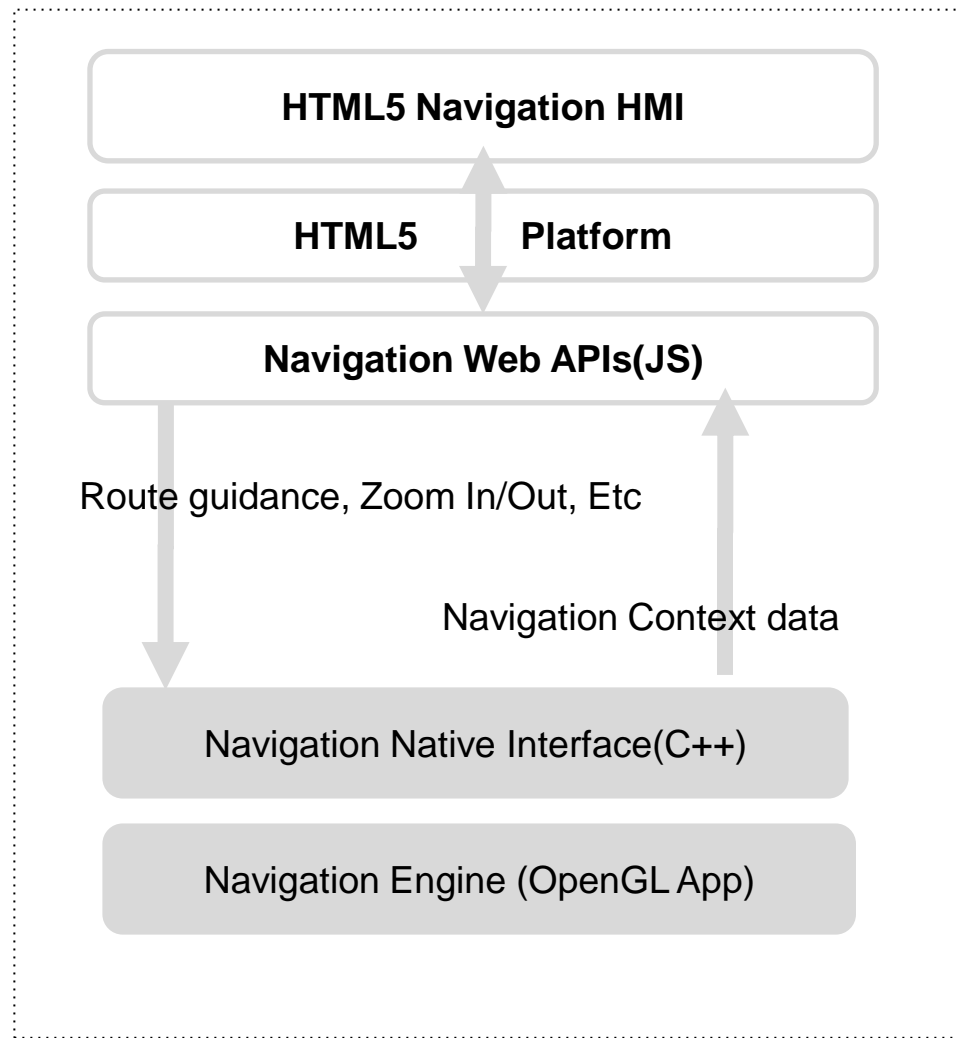 HTML5 Navigation HMI
HTML5 Platform
Navigation Web APIs(JS)
Route guidance, Zoom In/Out, Etc
Navigation Context data
Navigation Native Interface(C++)
Navigation Engine (OpenGL App)